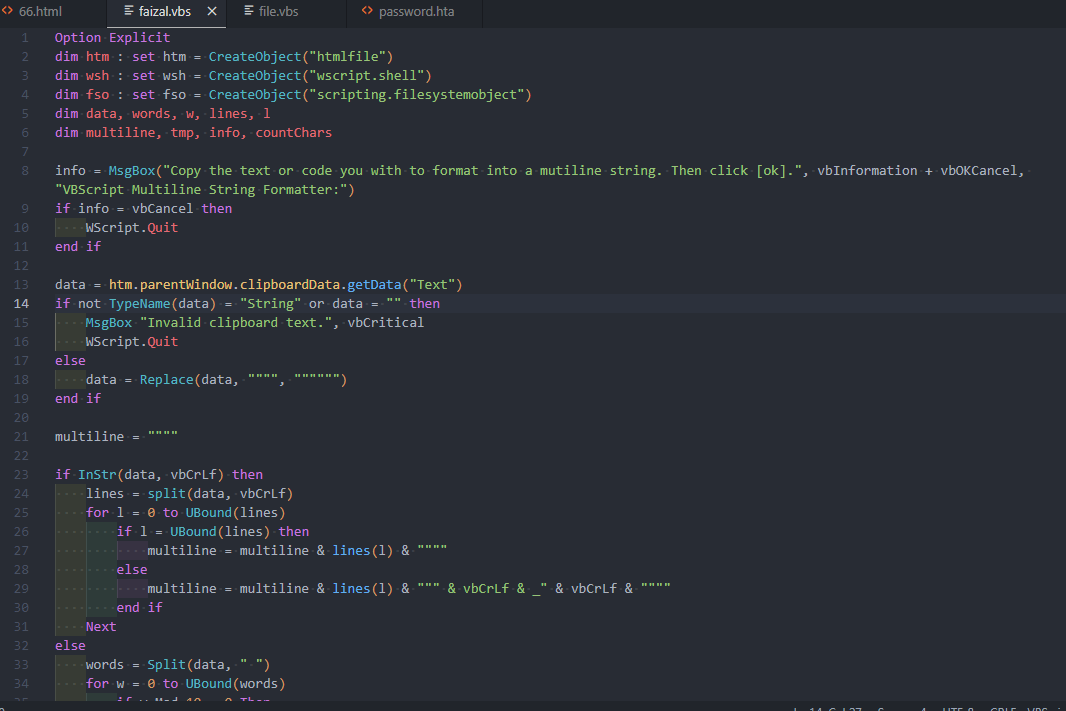 66.html faizal.vbs file.vbs password.hta
1 Option Explicit
2 dim htm : set htm = CreateObject("htmlfile")
3 dim wsh : set wsh = CreateObject("wscript.shell")
4 dim fso : set fso = CreateObject("scripting.filesystemobject")
5 dim data, words, w, lines, l
6 dim multiline, tmp, info, countChars
7
8 info = MsgBox("Copy the text or code you with to format into a mutiline string. Then click [ok].", vbInformation + vbOKCancel,
"VBScript Multiline String Formatter:")
9 if info = vbCancel then
10 WScript.Quit
11 end if
12
13 data = htm.parentWindow.clipboardData.getData("Text")
14 if not TypeName(data) = "String" or data = "" then
15 MsgBox "Invalid clipboard text.", vbCritical
16 WScript.Quit
17 else
18 data = Replace(data, """", """""")
19 end if
20
21 multiline = """"
22
23 if InStr(data, vbCrLf) then
24 lines = split(data, vbCrLf)
25 for l = 0 to UBound(lines)
26 if l = UBound(lines) then
27 multiline = multiline & lines(l) & """"
28 else
29 multiline = multiline & lines(l) & """ & vbCrLf & _" & vbCrLf & """"
30 end if
31 Next
32 else
33 words = Split(data, " ")
34 for w = 0 to UBound(words)